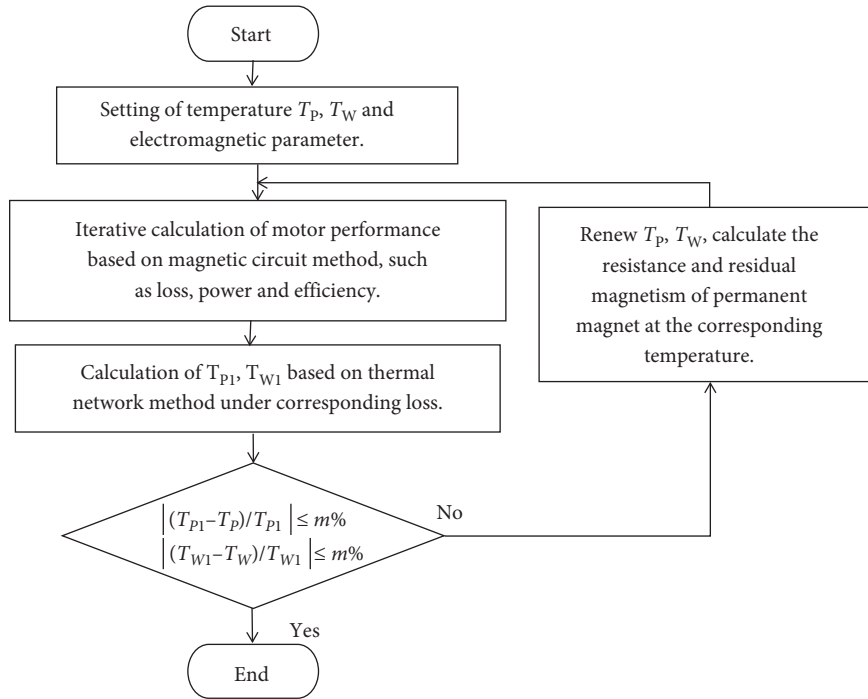 Start
Setting of temperature T_P, T_W and
electromagnetic parameter.
Iterative calculation of motor performance
based on magnetic circuit method, such
as loss, power and efficiency.
Renew T_P, T_W, calculate the
resistance and residual
magnetism of permanent
magnet at the corresponding
temperature.
Calculation of T_P1, T_W1 based on thermal
network method under corresponding loss.
|(T_P1–T_P)/T_P1| ≤ m%
|(T_W1–T_W)/T_W1| ≤ m%
No
Yes
End